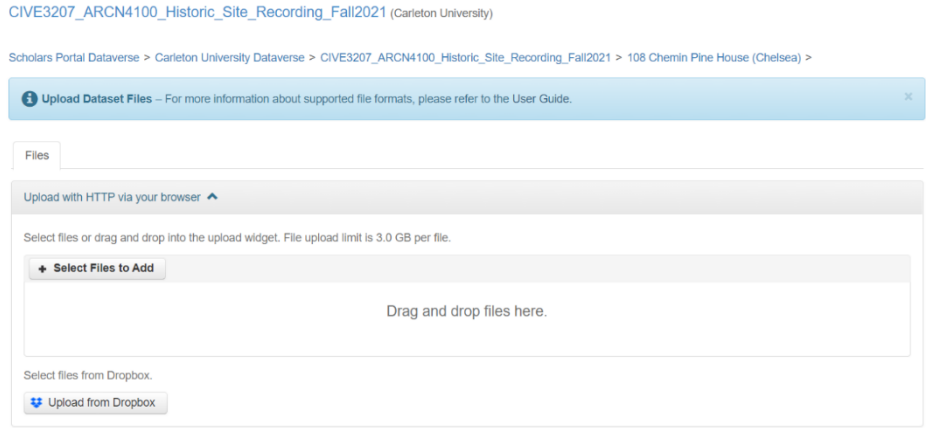 CIVE3207_ARCN4100_Historic_Site_Recording_Fall2021 (Carleton University)
Scholars Portal Dataverse > Carleton University Dataverse > CIVE3207_ARCN4100_Historic_Site_Recording_Fall2021 > 108 Chemin Pine House (Chelsea) >
Upload Dataset Files – For more information about supported file formats, please refer to the User Guide.
Files
Upload with HTTP via your browser
Select files or drag and drop into the upload widget. File upload limit is 3.0 GB per file.
+ Select Files to Add
Drag and drop files here.
Select files from Dropbox.
Upload from Dropbox